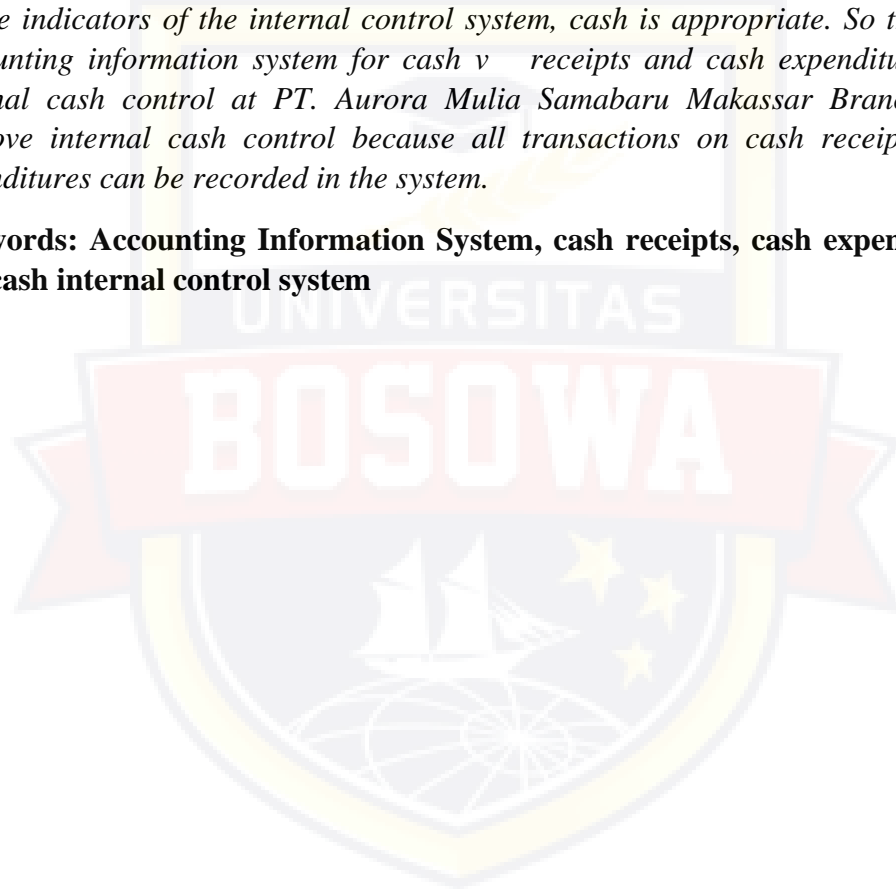 e indicators of the internal control system, cash is appropriate. So t
unting information system for cash v receipts and cash expenditu
nal cash control at PT. Aurora Mulia Samabaru Makassar Bran
ove internal cash control because all transactions on cash receip
nditures can be recorded in the system.
words: Accounting Information System, cash receipts, cash expen
cash internal control system
UNIVERSITAS
BOSOWA